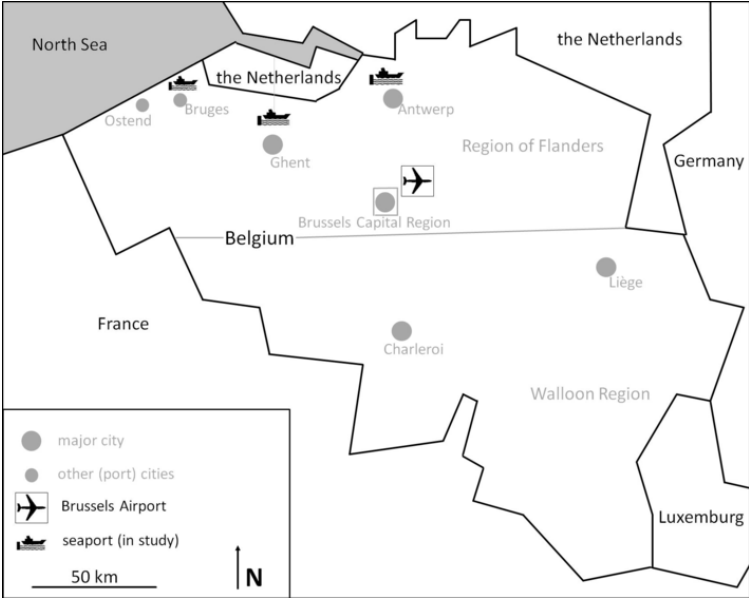 North Sea
the Netherlands
the Netherlands
Ostend
Bruges
Antwerp
Ghent
Region of Flanders
Germany
Brussels Capital Region
Belgium
Liège
France
Charleroi
Walloon Region
major city
other (port) cities
Brussels Airport
seaport (in study)
50 km
N
Luxemburg